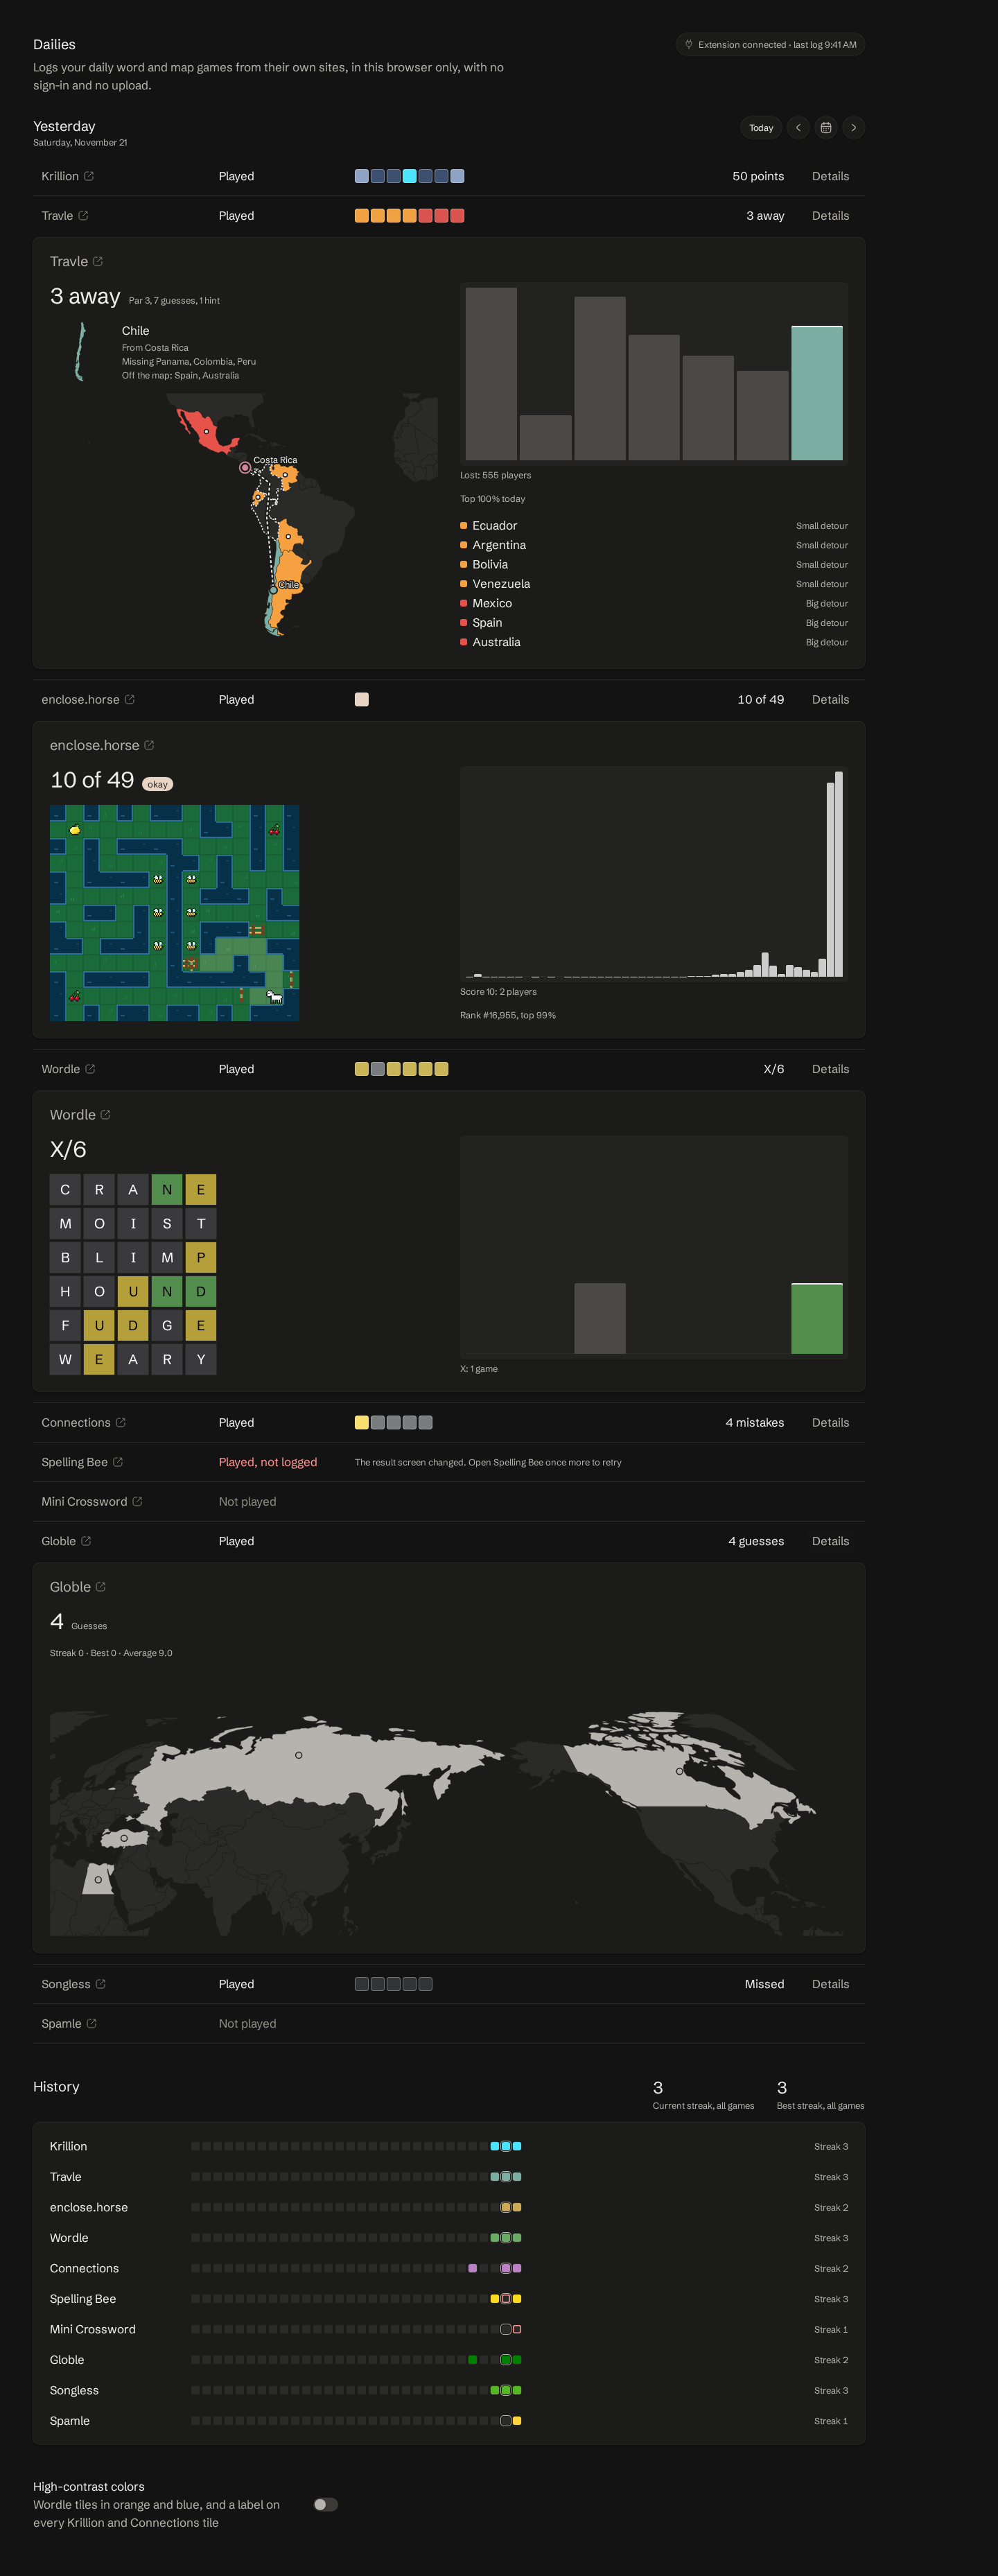 Dailies
Extension connected · last log 9:41 AM
Logs your daily word and map games from their own sites, in this browser only, with no
sign-in and no upload.
Yesterday
Saturday, November 21
Today
Krillion Played 50 points Details
Travle Played 3 away Details
Travle
3 away Par 3, 7 guesses, 1 hint
Chile
From Costa Rica
Missing Panama, Colombia, Peru
Off the map: Spain, Australia
Costa Rica
Chile
Lost: 555 players
Top 100% today
Ecuador Small detour
Argentina Small detour
Bolivia Small detour
Venezuela Small detour
Mexico Big detour
Spain Big detour
Australia Big detour
enclose.horse Played 10 of 49 Details
enclose.horse
10 of 49 okay
Score 10: 2 players
Rank #16,955, top 99%
Wordle Played X/6 Details
Wordle
X/6
C R A N E
M O I S T
B L I M P
H O U N D
F U D G E
W E A R Y
X: 1 game
Connections Played 4 mistakes Details
Spelling Bee Played, not logged The result screen changed. Open Spelling Bee once more to retry
Mini Crossword Not played
Globle Played 4 guesses Details
Globle
4 Guesses
Streak 0 · Best 0 · Average 9.0
Songless Played Missed Details
Spamle Not played
History
3
Current streak, all games
3
Best streak, all games
Krillion Streak 3
Travle Streak 3
enclose.horse Streak 2
Wordle Streak 3
Connections Streak 2
Spelling Bee Streak 3
Mini Crossword Streak 1
Globle Streak 2
Songless Streak 3
Spamle Streak 1
High-contrast colors
Wordle tiles in orange and blue, and a label on
every Krillion and Connections tile